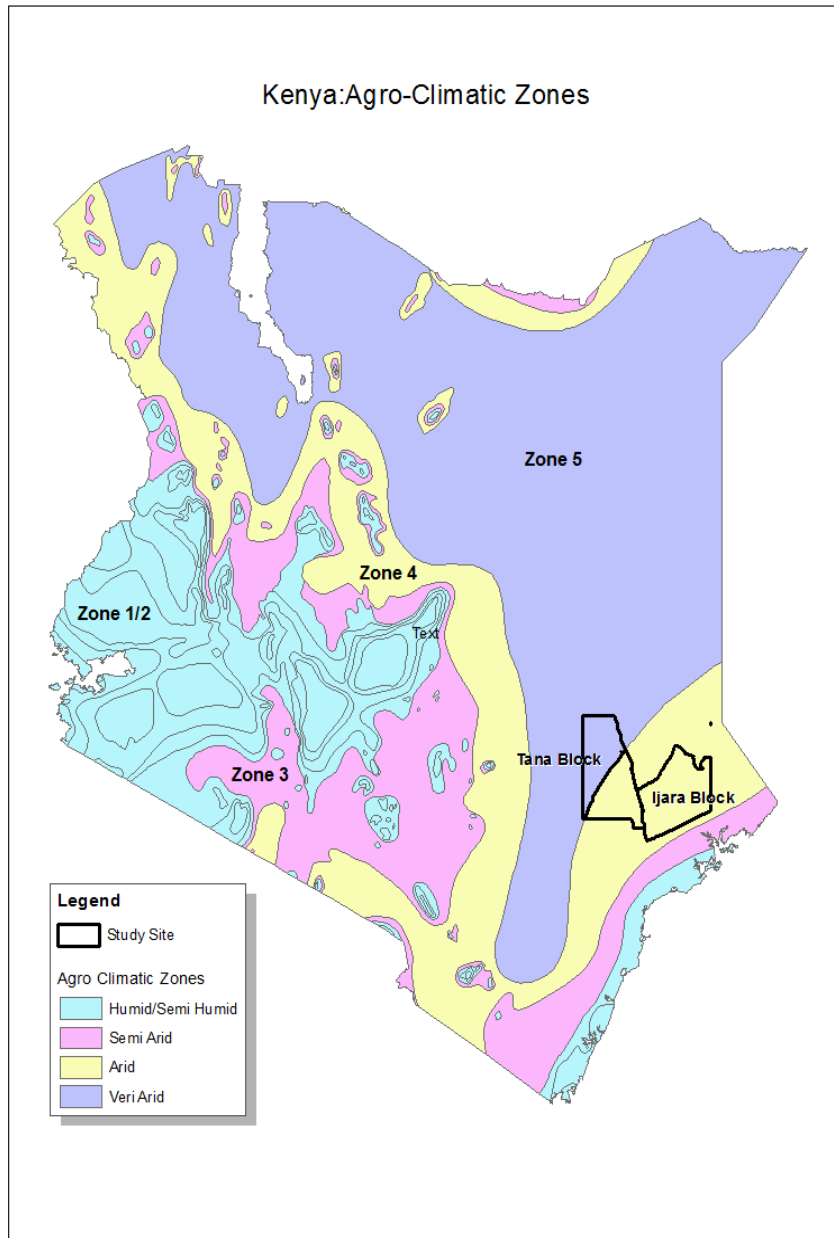 Kenya:Agro-Climatic Zones
Zone 5
Zone 4
Zone 1/2
Text
Zone 3
Tana Block
Ijara Block
Legend
Study Site
Agro Climatic Zones
Humid/Semi Humid
Semi Arid
Arid
Veri Arid